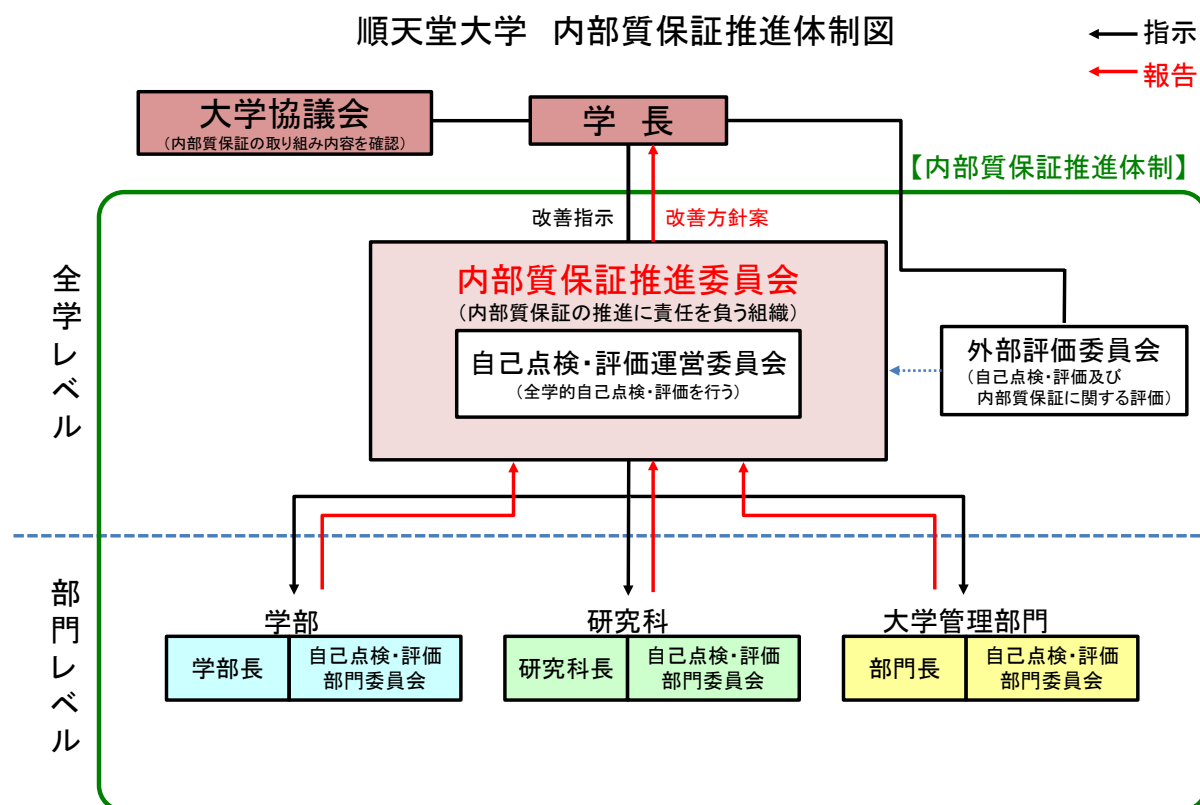 順天堂大学　内部質保証推進体制図
指示
報告
大学協議会
（内部質保証の取り組み内容を確認）
学　長
【内部質保証推進体制】
改善指示
改善方針案
全学レベル
内部質保証推進委員会
（内部質保証の推進に責任を負う組織）
自己点検・評価運営委員会
（全学的自己点検・評価を行う）
外部評価委員会
（自己点検・評価及び
内部質保証に関する評価）
部門レベル
学部
学部長
自己点検・評価
部門委員会
研究科
研究科長
自己点検・評価
部門委員会
大学管理部門
部門長
自己点検・評価
部門委員会